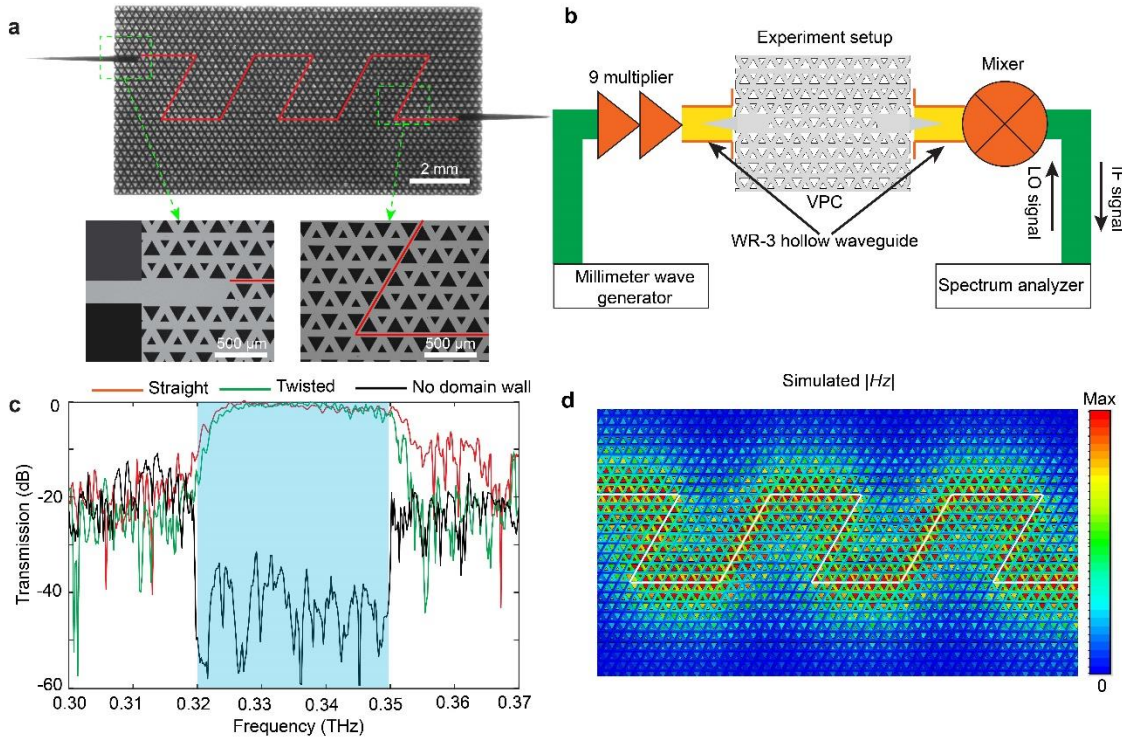 a
2 mm
500 µm
500 µm
b
Experiment setup
9 multiplier
Mixer
VPC
WR-3 hollow waveguide
LO signal
IF signal
Millimeter wave
generator
Spectrum analyzer
Straight
Twisted
No domain wall
c
0
-20
-40
-60
Transmission (dB)
0.30
0.31
0.32
0.33
0.34
0.35
0.36
0.37
Frequency (THz)
Simulated |Hz|
d
Max
0